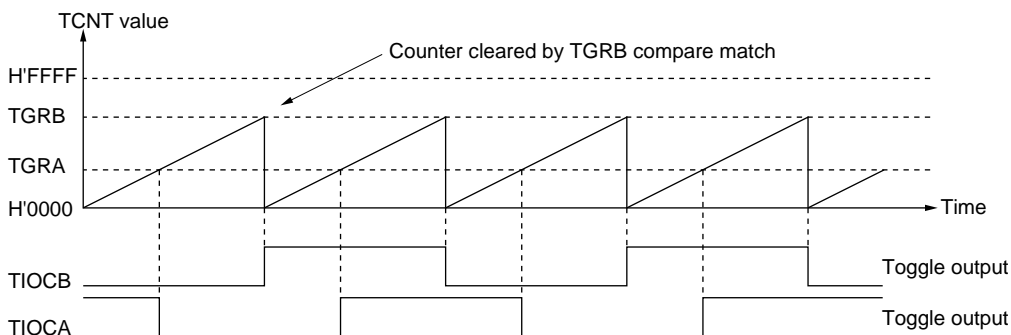 TCNT value
Counter cleared by TGRB compare match
H'FFFF
TGRB
TGRA
H'0000
Time
TIOCB
Toggle output
TIOCA
Toggle output